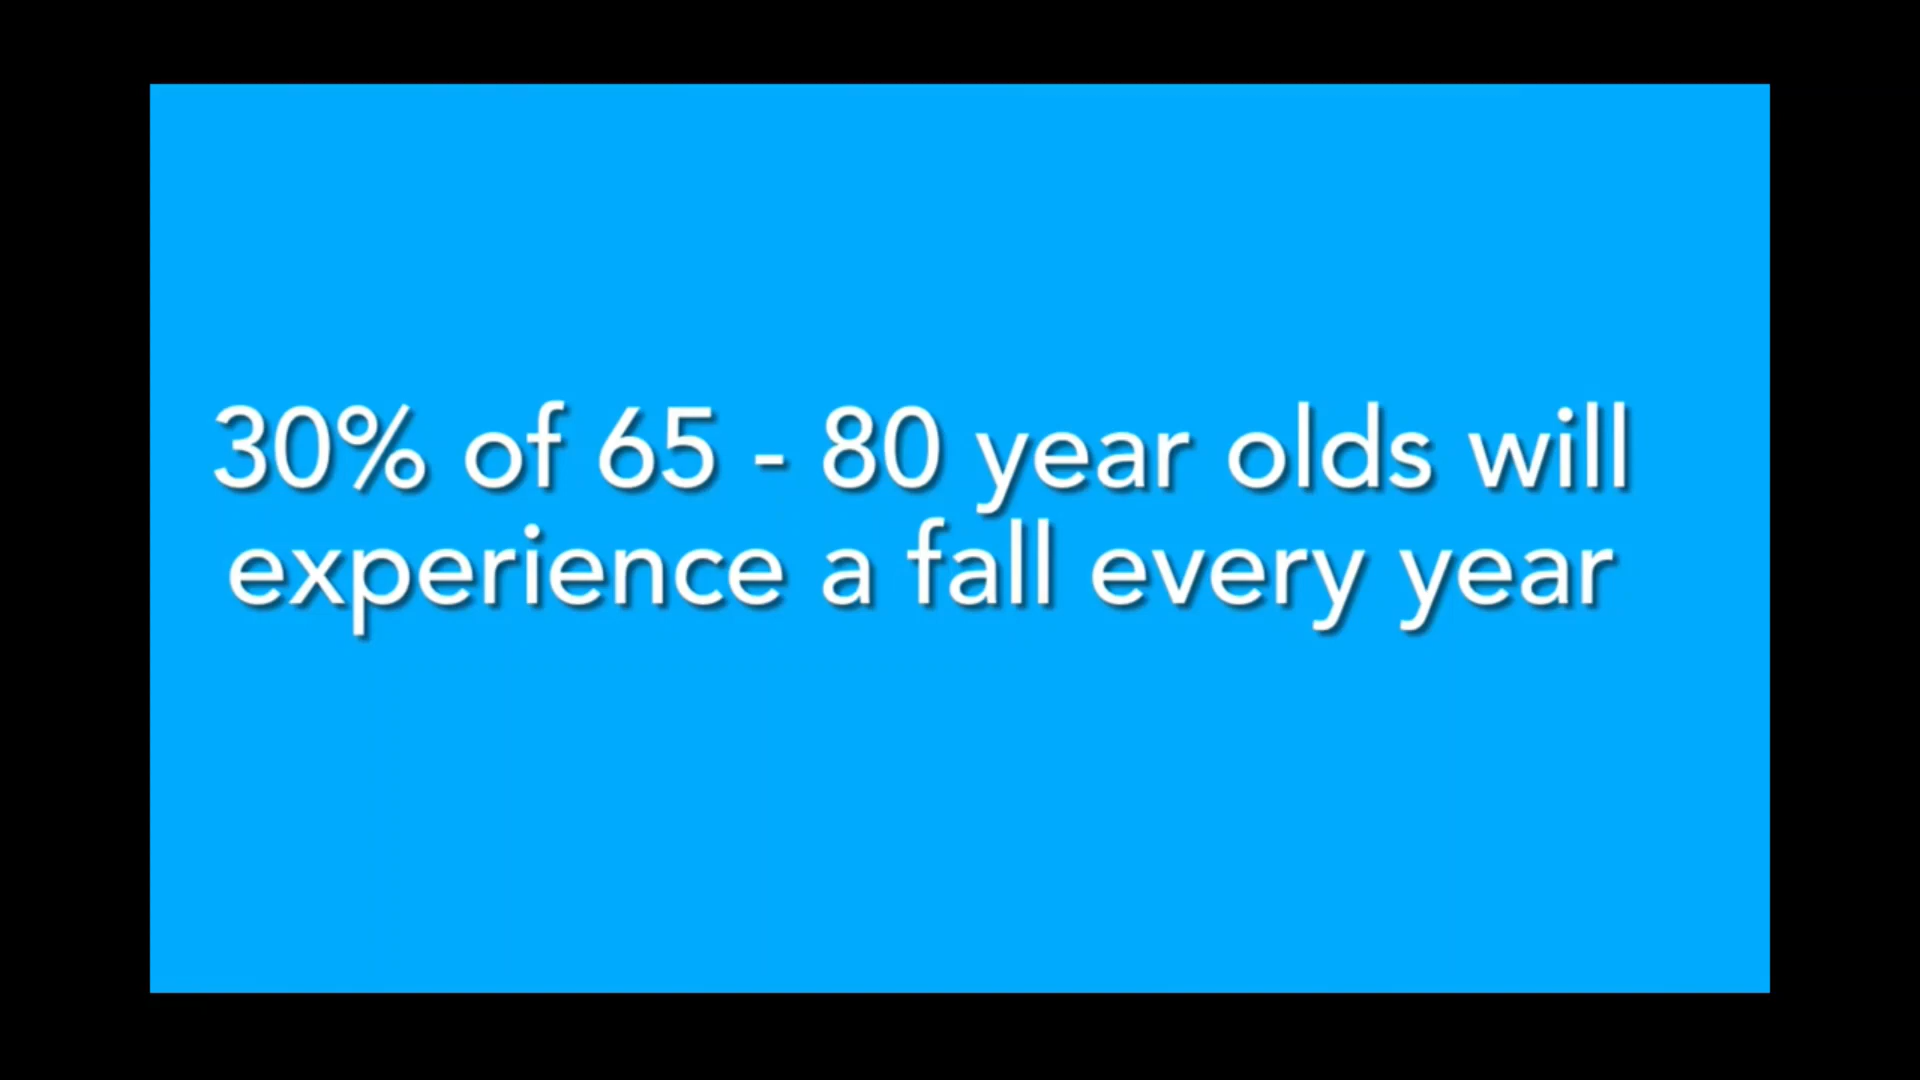 30% of 65 - 80 year olds will
experience a fall every year